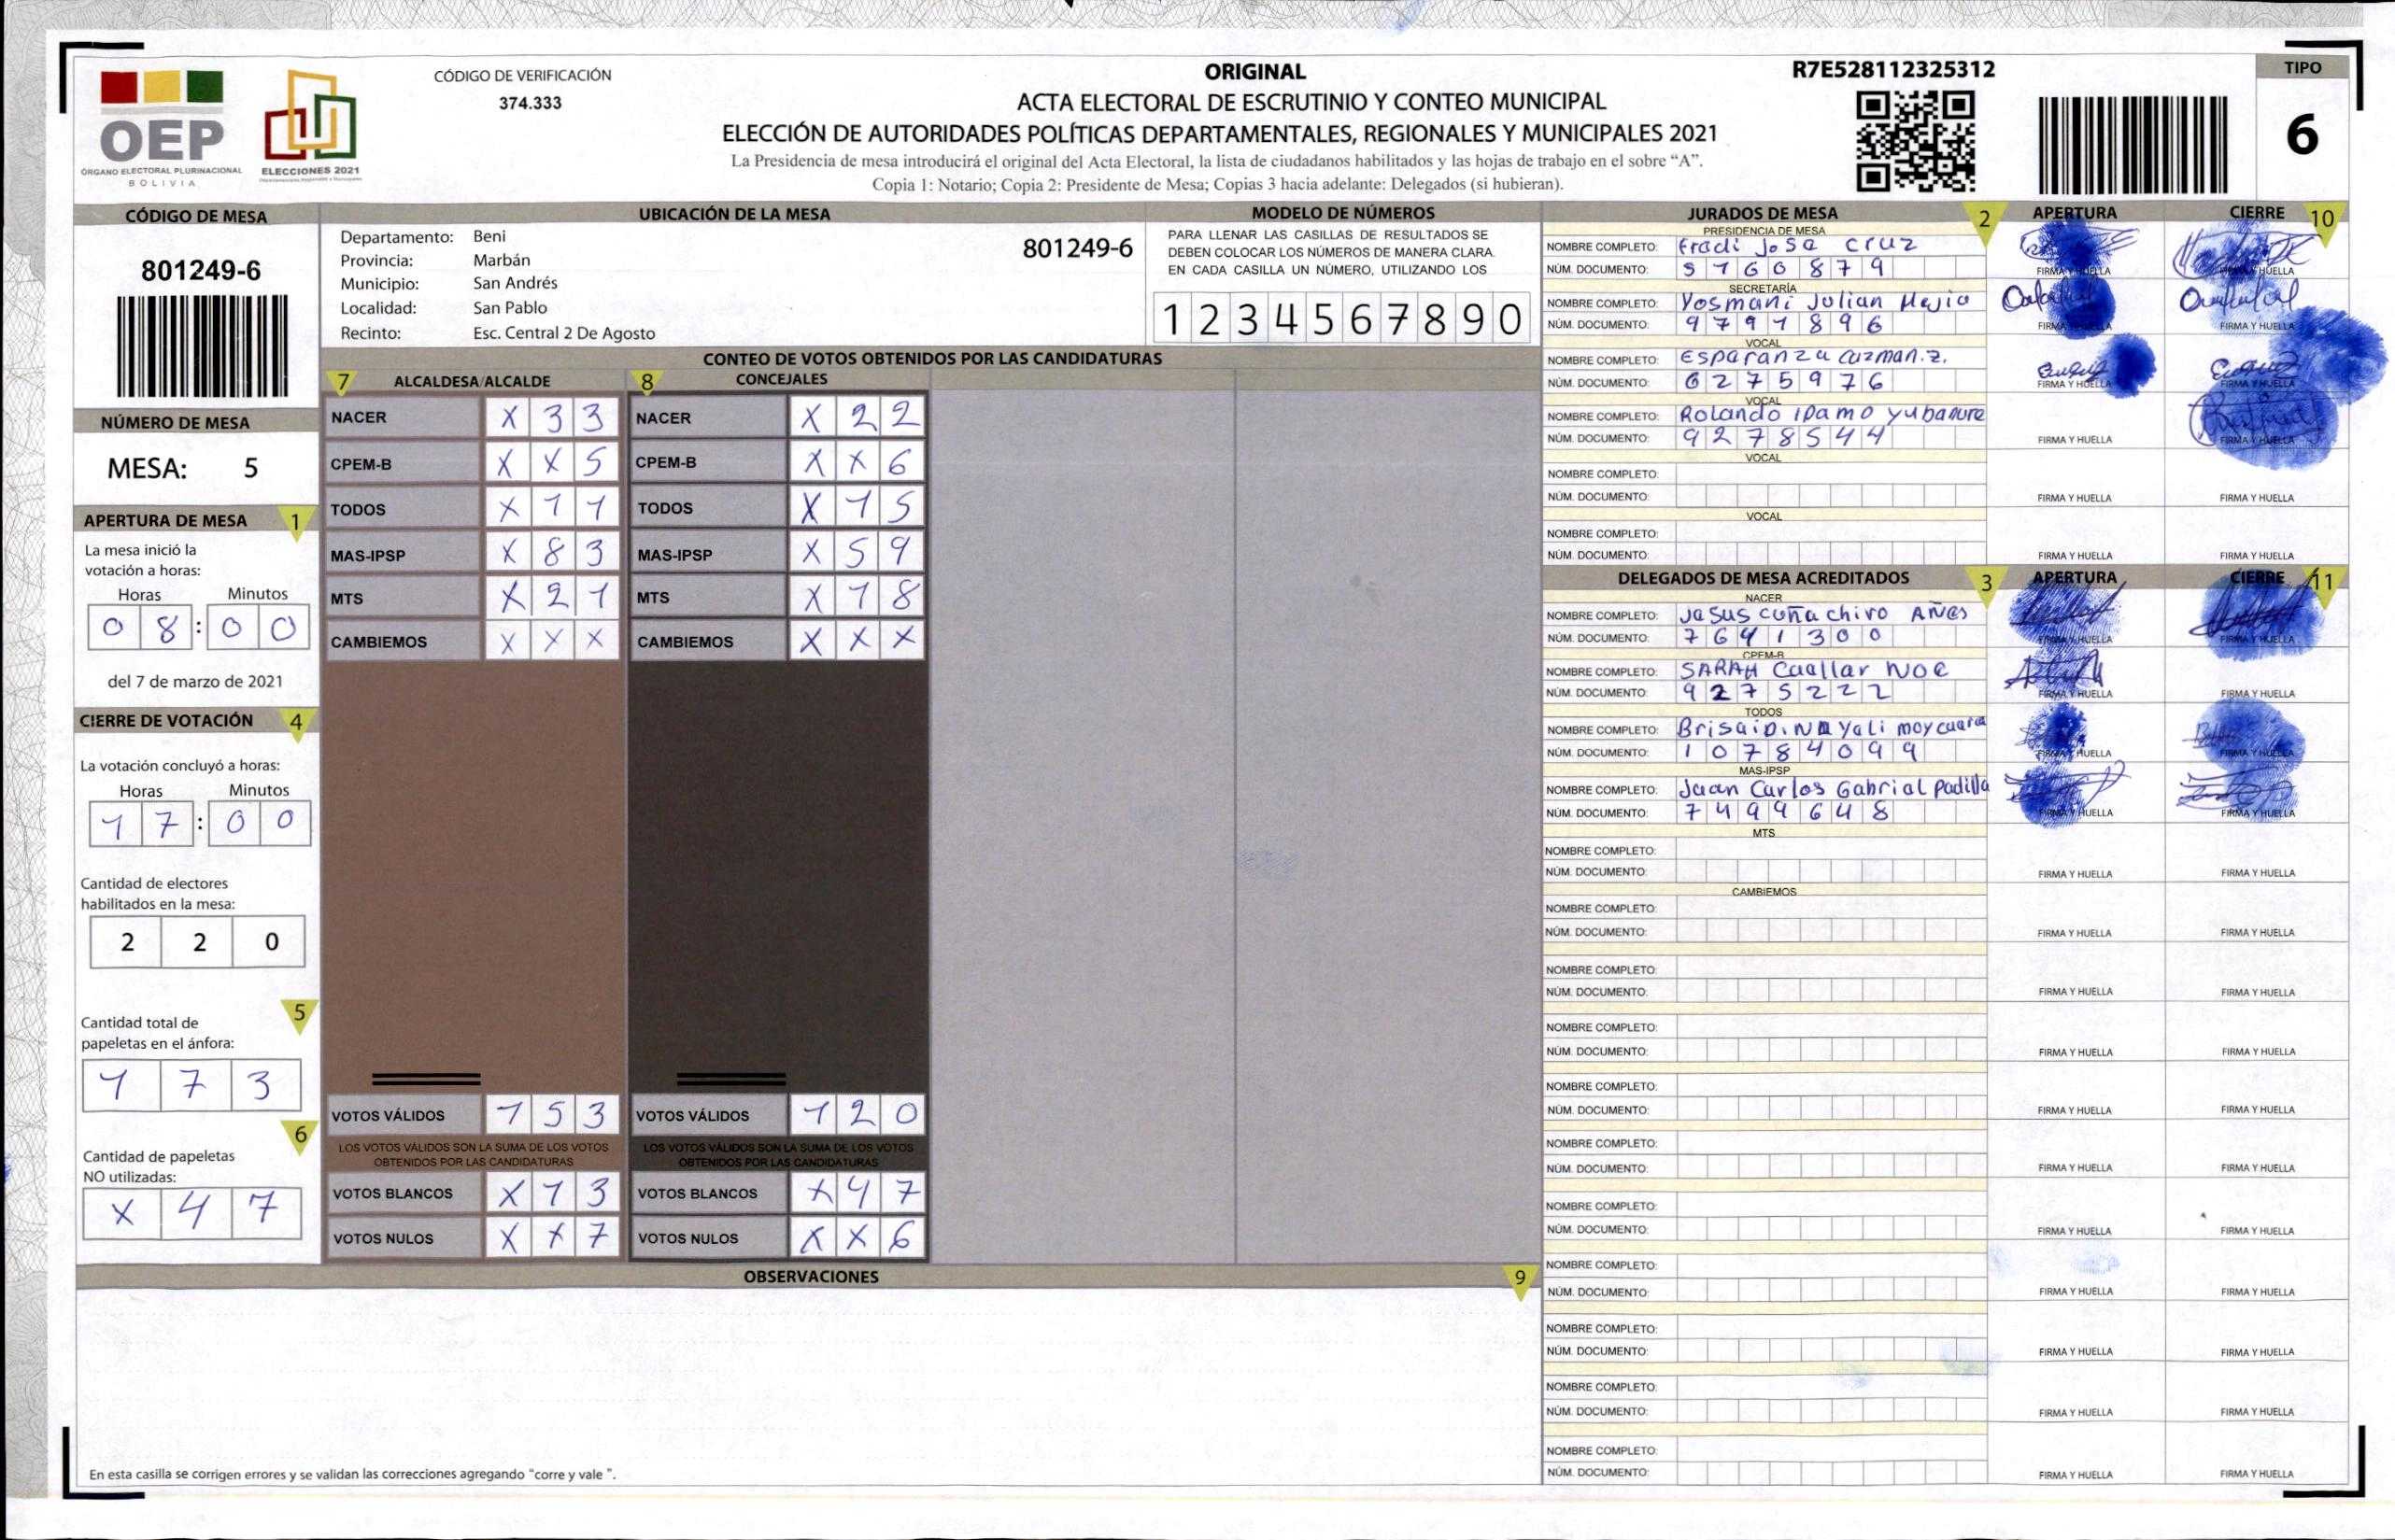 OEP
ÓRGANO ELECTORAL PLURINACIONAL
BOLIVIA
ELECCIONES 2021
CÓDIGO DE VERIFICACIÓN
374.333
ORIGINAL
ACTA ELECTORAL DE ESCRUTINIO Y CONTEO MUNICIPAL
ELECCIÓN DE AUTORIDADES POLÍTICAS DEPARTAMENTALES, REGIONALES Y MUNICIPALES 2021
La Presidencia de mesa introducirá el original del Acta Electoral, la lista de ciudadanos habilitados y las hojas de trabajo en el sobre “A”.
Copia 1: Notario; Copia 2: Presidente de Mesa; Copias 3 hacia adelante: Delegados (si hubieran).
R7E528112325312
TIPO
6
CÓDIGO DE MESA
801249-6
NÚMERO DE MESA
MESA: 5
APERTURA DE MESA 1
La mesa inició la
votación a horas:
Horas Minutos
0 8 : 0 0
del 7 de marzo de 2021
CIERRE DE VOTACIÓN 4
La votación concluyó a horas:
Horas Minutos
1 7 : 0 0
Cantidad de electores
habilitados en la mesa:
2 2 0
5
Cantidad total de
papeletas en el ánfora:
1 7 3
6
Cantidad de papeletas
NO utilizadas:
X 4 7
UBICACIÓN DE LA MESA
Departamento: Beni
801249-6
Provincia: Marbán
Municipio: San Andrés
Localidad: San Pablo
Recinto: Esc. Central 2 De Agosto
MODELO DE NÚMEROS
PARA LLENAR LAS CASILLAS DE RESULTADOS SE
DEBEN COLOCAR LOS NÚMEROS DE MANERA CLARA.
EN CADA CASILLA UN NÚMERO, UTILIZANDO LOS
1 2 3 4 5 6 7 8 9 0
CONTEO DE VOTOS OBTENIDOS POR LAS CANDIDATURAS
7 ALCALDESA/ALCALDE 8 CONCEJALES
NACER X 3 3 NACER X 2 2
CPEM-B X X 5 CPEM-B X X 6
TODOS X 1 1 TODOS X 1 5
MAS-IPSP X 8 3 MAS-IPSP X 5 9
MTS X 2 1 MTS X 1 8
CAMBIEMOS X X X CAMBIEMOS X X X
VOTOS VÁLIDOS 1 5 3 VOTOS VÁLIDOS 1 2 0
LOS VOTOS VÁLIDOS SON LA SUMA DE LOS VOTOS LOS VOTOS VÁLIDOS SON LA SUMA DE LOS VOTOS
OBTENIDOS POR LAS CANDIDATURAS OBTENIDOS POR LAS CANDIDATURAS
VOTOS BLANCOS X 1 3 VOTOS BLANCOS X 4 7
VOTOS NULOS X X 7 VOTOS NULOS X X 6
OBSERVACIONES 9
En esta casilla se corrigen errores y se validan las correcciones agregando “corre y vale ”.
JURADOS DE MESA 2 APERTURA CIERRE 10
PRESIDENCIA DE MESA
NOMBRE COMPLETO: Eradi Josa Cruz
NÚM. DOCUMENTO: 5 1 6 0 8 7 9 FIRMA Y HUELLA FIRMA Y HUELLA
SECRETARÍA
NOMBRE COMPLETO: Yosmani Julian Mejia
NÚM. DOCUMENTO: 9 7 9 1 8 9 6 FIRMA Y HUELLA FIRMA Y HUELLA
VOCAL
NOMBRE COMPLETO: Esparanza Guzman.z.
NÚM. DOCUMENTO: 6 2 7 5 9 7 6 FIRMA Y HUELLA FIRMA Y HUELLA
VOCAL
NOMBRE COMPLETO: Rolando Ipamo Yubanure
NÚM. DOCUMENTO: 9 2 7 8 5 4 4 FIRMA Y HUELLA FIRMA Y HUELLA
VOCAL
NOMBRE COMPLETO:
NÚM. DOCUMENTO: FIRMA Y HUELLA FIRMA Y HUELLA
VOCAL
NOMBRE COMPLETO:
NÚM. DOCUMENTO: FIRMA Y HUELLA FIRMA Y HUELLA
DELEGADOS DE MESA ACREDITADOS 3 APERTURA CIERRE 11
NACER
NOMBRE COMPLETO: Jasus Cuñachiro Añes
NÚM. DOCUMENTO: 7 6 4 1 3 0 0 FIRMA Y HUELLA FIRMA Y HUELLA
CPEM-B
NOMBRE COMPLETO: SARAH Cuallar Noe
NÚM. DOCUMENTO: 9 2 7 5 2 2 2 FIRMA Y HUELLA FIRMA Y HUELLA
TODOS
NOMBRE COMPLETO: Brisaid.
NÚM. DOCUMENTO: 1 0 7 8 4 0 9 9 FIRMA Y HUELLA FIRMA Y HUELLA
MAS-IPSP
NOMBRE COMPLETO: Juan Carlos Gabrial Padilla
NÚM. DOCUMENTO: 7 4 9 9 6 4 8 FIRMA Y HUELLA FIRMA Y HUELLA
MTS
NOMBRE COMPLETO:
NÚM. DOCUMENTO: FIRMA Y HUELLA FIRMA Y HUELLA
CAMBIEMOS
NOMBRE COMPLETO:
NÚM. DOCUMENTO: FIRMA Y HUELLA FIRMA Y HUELLA
NOMBRE COMPLETO:
NÚM. DOCUMENTO: FIRMA Y HUELLA FIRMA Y HUELLA
NOMBRE COMPLETO:
NÚM. DOCUMENTO: FIRMA Y HUELLA FIRMA Y HUELLA
NOMBRE COMPLETO:
NÚM. DOCUMENTO: FIRMA Y HUELLA FIRMA Y HUELLA
NOMBRE COMPLETO:
NÚM. DOCUMENTO: FIRMA Y HUELLA FIRMA Y HUELLA
NOMBRE COMPLETO:
NÚM. DOCUMENTO: FIRMA Y HUELLA FIRMA Y HUELLA
NOMBRE COMPLETO:
NÚM. DOCUMENTO: FIRMA Y HUELLA FIRMA Y HUELLA
NOMBRE COMPLETO:
NÚM. DOCUMENTO: FIRMA Y HUELLA FIRMA Y HUELLA
NOMBRE COMPLETO:
NÚM. DOCUMENTO: FIRMA Y HUELLA FIRMA Y HUELLA
NOMBRE COMPLETO:
NÚM. DOCUMENTO: FIRMA Y HUELLA FIRMA Y HUELLA